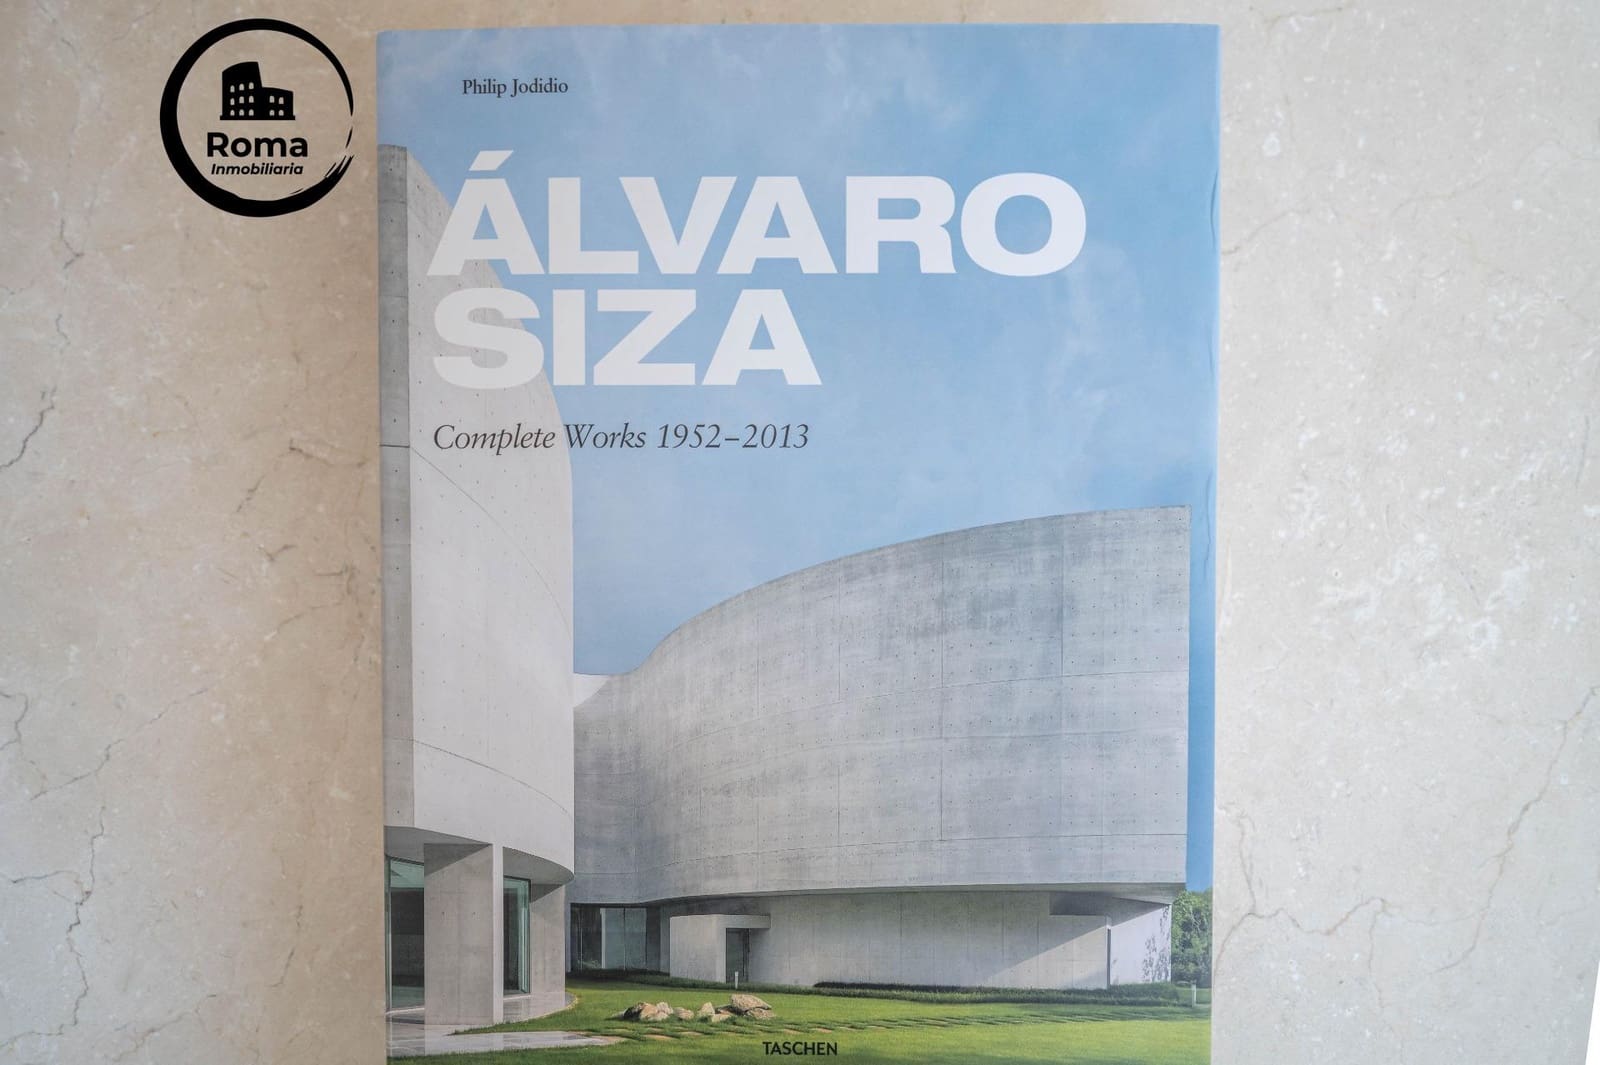 Roma
Inmobiliaria
Philip Jodidio
ÁLVARO
SIZA
Complete Works 1952–2013
TASCHEN